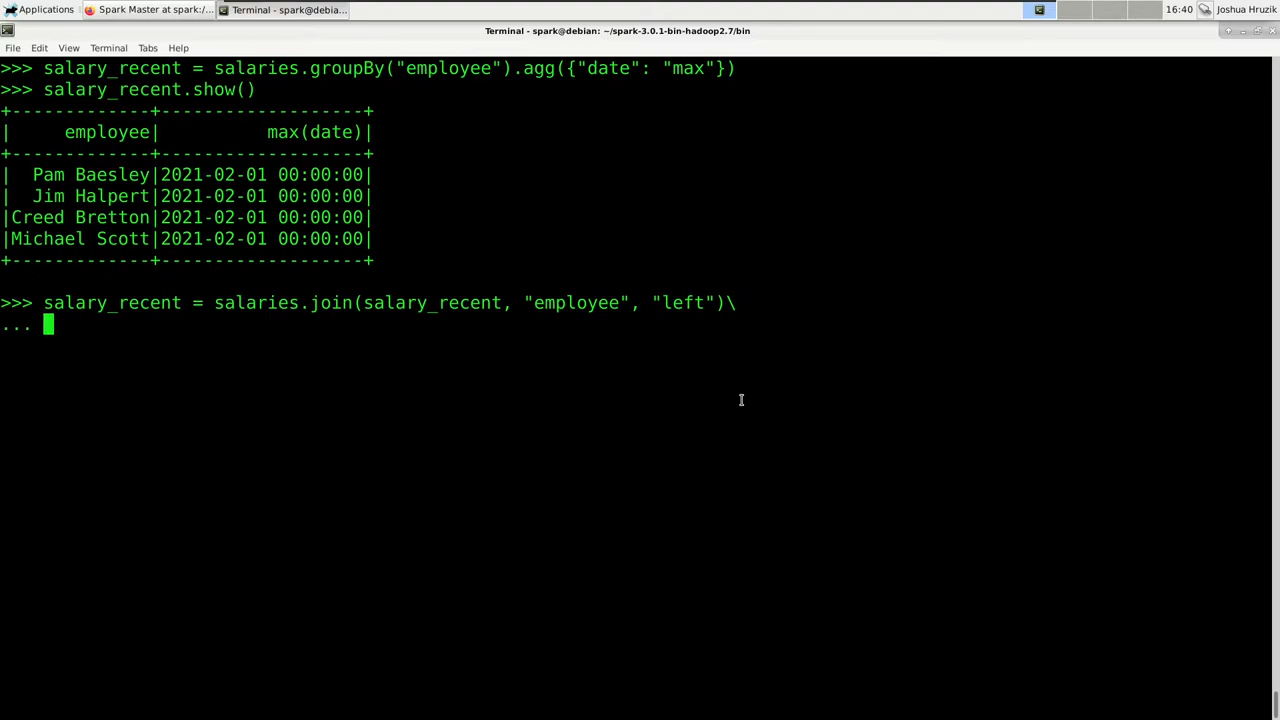 Applications Spark Master at spark:/... Terminal - spark@debia... 16:40 Joshua Hruzik
Terminal - spark@debian: ~/spark-3.0.1-bin-hadoop2.7/bin
File Edit View Terminal Tabs Help
>>> salary_recent = salaries.groupBy("employee").agg({"date": "max"})
>>> salary_recent.show()
+-------------+-------------------+
|     employee|          max(date)|
+-------------+-------------------+
|  Pam Baesley|2021-02-01 00:00:00|
|  Jim Halpert|2021-02-01 00:00:00|
|Creed Bretton|2021-02-01 00:00:00|
|Michael Scott|2021-02-01 00:00:00|
+-------------+-------------------+
>>> salary_recent = salaries.join(salary_recent, "employee", "left")\
...